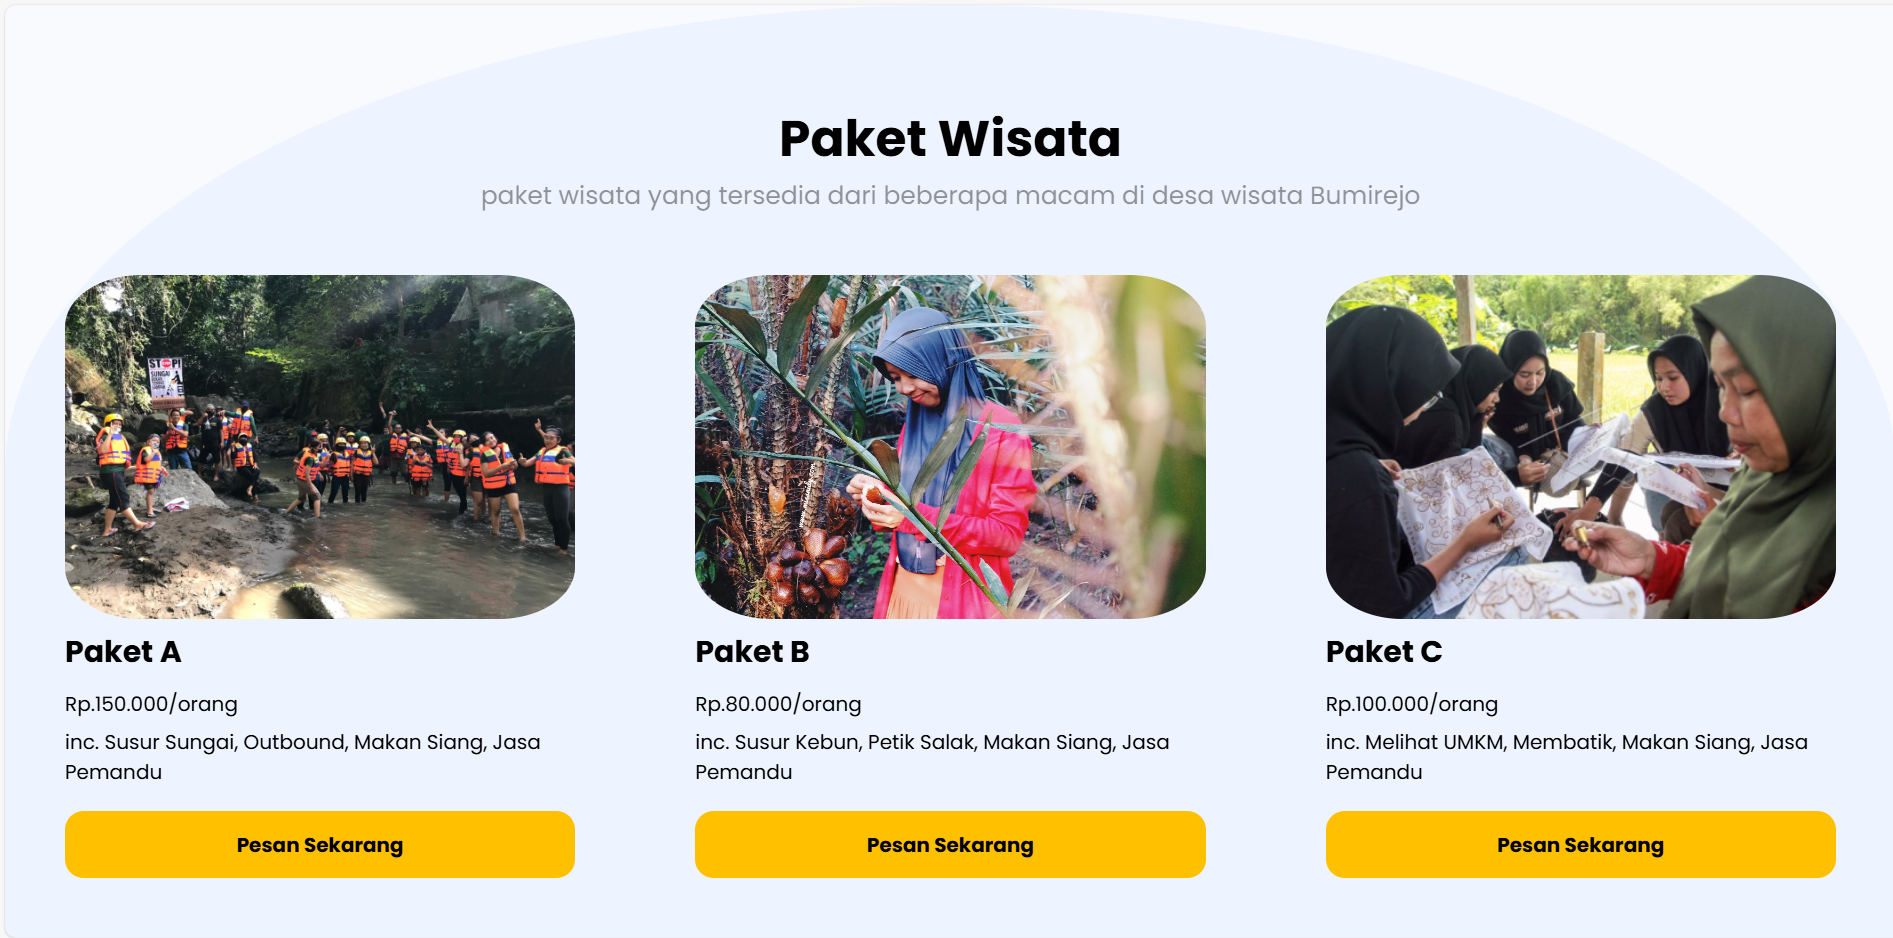 Paket Wisata
paket wisata yang tersedia dari beberapa macam di desa wisata Bumirejo
STOP!
SUNGAI
Paket A
Rp.150.000/orang
inc. Susur Sungai, Outbound, Makan Siang, Jasa
Pemandu
Pesan Sekarang
Paket B
Rp.80.000/orang
inc. Susur Kebun, Petik Salak, Makan Siang, Jasa
Pemandu
Pesan Sekarang
Paket C
Rp.100.000/orang
inc. Melihat UMKM, Membatik, Makan Siang, Jasa
Pemandu
Pesan Sekarang